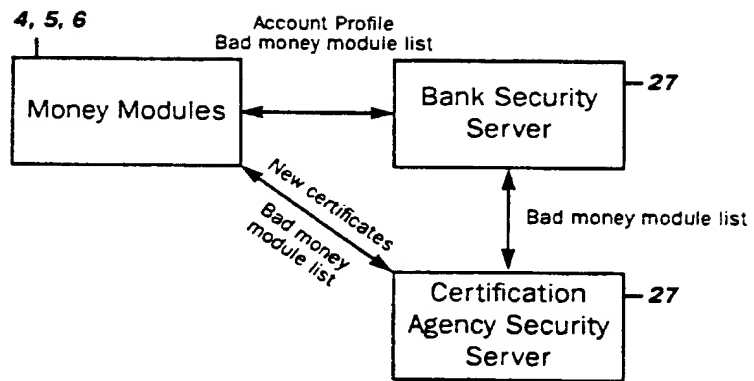 4, 5, 6
Account Profile
Bad money module list
Money Modules
Bank Security
Server
27
New certificates
Bad money
module list
Bad money module list
Certification
Agency Security
Server
27